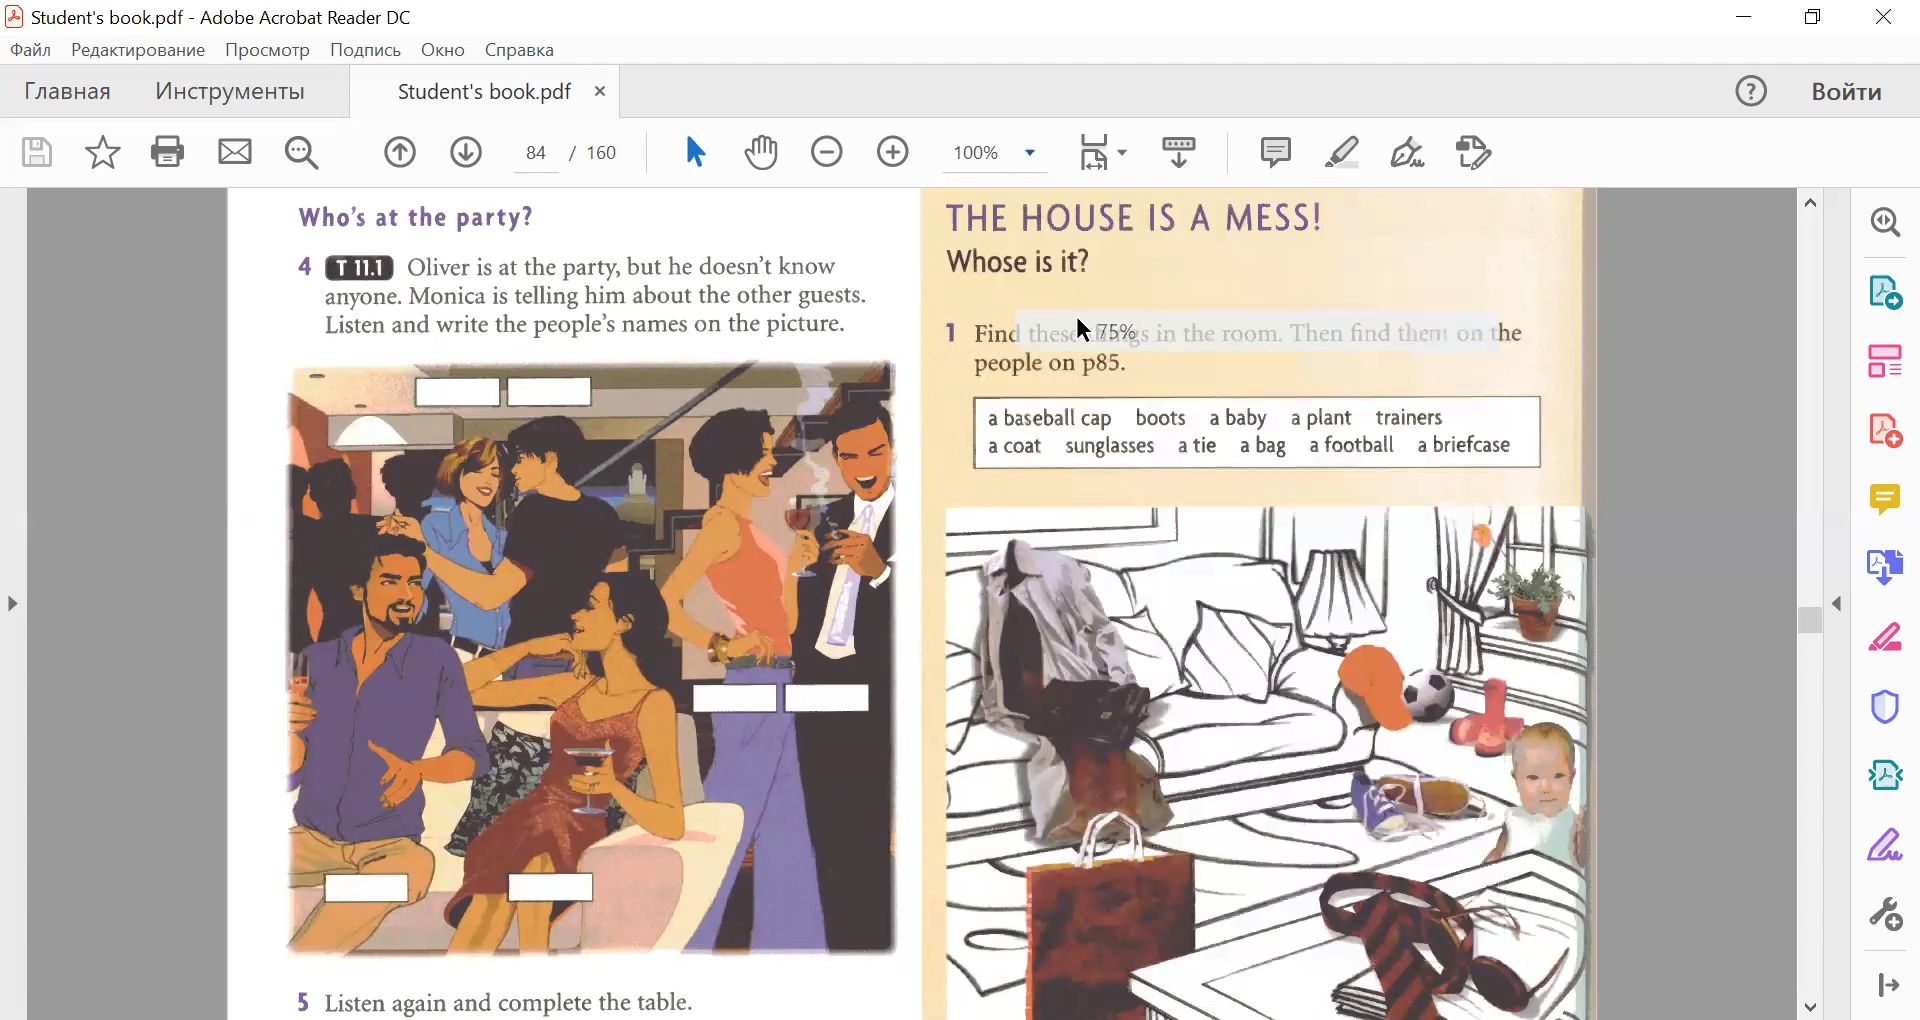 Student's book.pdf - Adobe Acrobat Reader DC
Файл Редактирование Просмотр Подпись Окно Справка
Главная Инструменты Student's book.pdf × ? Войти
84 / 160 100%
Who's at the party?
4 T 11.1 Oliver is at the party, but he doesn't know
anyone. Monica is telling him about the other guests.
Listen and write the people's names on the picture.
5 Listen again and complete the table.
THE HOUSE IS A MESS!
Whose is it?
1 Find these things in the room. Then find them on the
people on p85.
75%
a baseball cap boots a baby a plant trainers
a coat sunglasses a tie a bag a football a briefcase